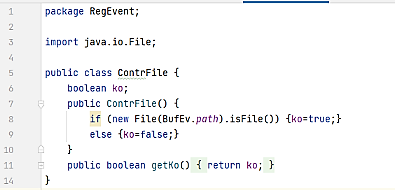 1 package RegEvent;
2
3 import java.io.File;
4
5 public class ContrFile {
6 boolean ko;
7 public ContrFile() {
8 if (new File(BufEv.path).isFile()) {ko=true;}
9 else {ko=false;}
10 }
11 public boolean getKo() { return ko; }
14 }